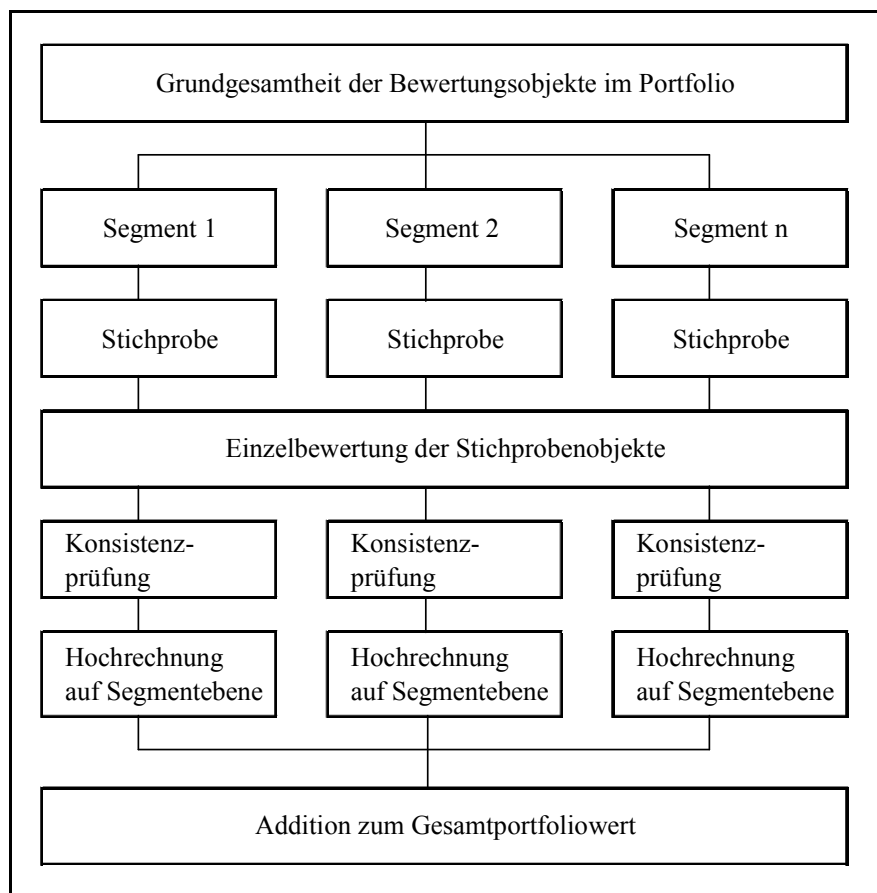 Grundgesamtheit der Bewertungsobjekte im Portfolio
Segment 1
Segment 2
Segment n
Stichprobe
Stichprobe
Stichprobe
Einzelbewertung der Stichprobenobjekte
Konsistenz-
prüfung
Konsistenz-
prüfung
Konsistenz-
prüfung
Hochrechnung
auf Segmentebene
Hochrechnung
auf Segmentebene
Hochrechnung
auf Segmentebene
Addition zum Gesamtportfoliowert